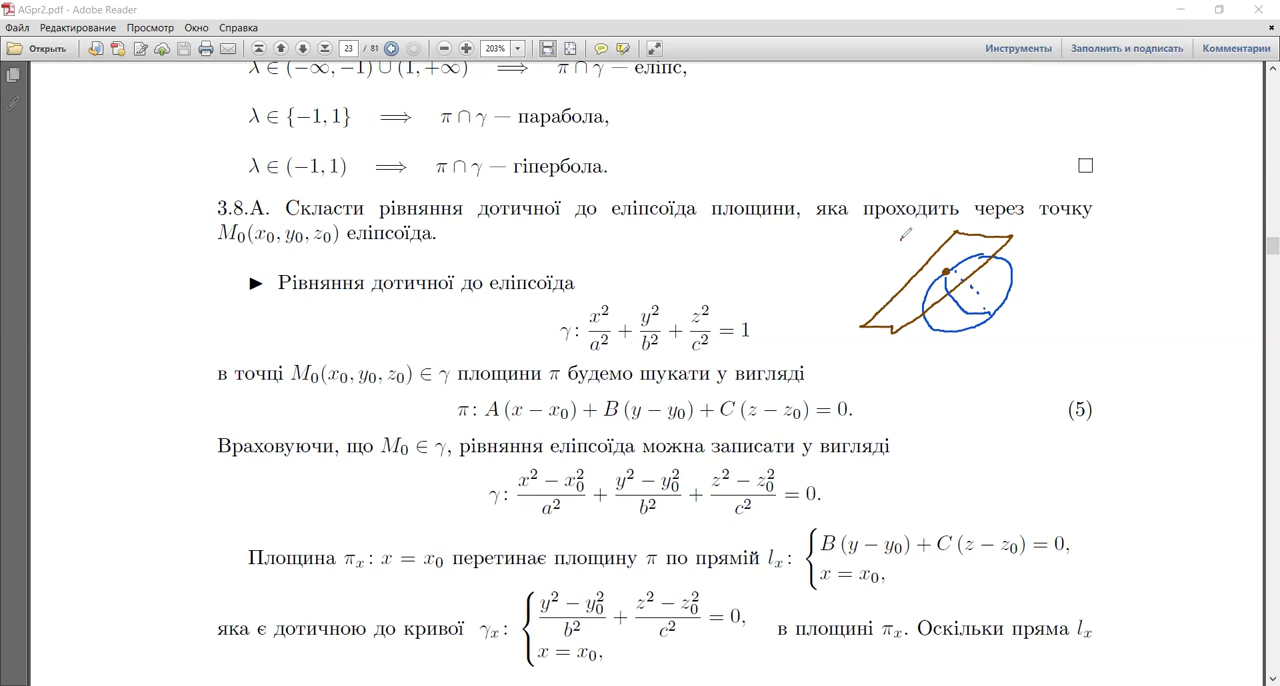 AGpr2.pdf - Adobe Reader
Файл Редактирование Просмотр Окно Справка
Открыть 23 / 81 203% Инструменты Заполнить и подписать Комментарии
λ ∈ (−∞, −1) ∪ (1, +∞) ⟹ π ∩ γ — еліпс,
λ ∈ {−1, 1} ⟹ π ∩ γ — парабола,
λ ∈ (−1, 1) ⟹ π ∩ γ — гіпербола. □
3.8.А. Скласти рівняння дотичної до еліпсоїда площини, яка проходить через точку
M₀(x₀, y₀, z₀) еліпсоїда.
► Рівняння дотичної до еліпсоїда
γ: x²/a² + y²/b² + z²/c² = 1
в точці M₀(x₀, y₀, z₀) ∈ γ площини π будемо шукати у вигляді
π: A (x − x₀) + B (y − y₀) + C (z − z₀) = 0. (5)
Враховуючи, що M₀ ∈ γ, рівняння еліпсоїда можна записати у вигляді
γ: (x² − x₀²)/a² + (y² − y₀²)/b² + (z² − z₀²)/c² = 0.
Площина πₓ: x = x₀ перетинає площину π по прямій lₓ: { B (y − y₀) + C (z − z₀) = 0,
x = x₀,
яка є дотичною до кривої γₓ: { (y² − y₀²)/b² + (z² − z₀²)/c² = 0, в площині πₓ. Оскільки пряма lₓ
x = x₀,